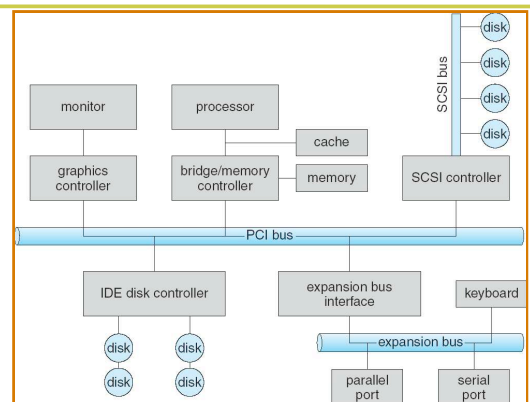 disk
disk
disk
disk
SCSI bus
monitor
processor
cache
graphics
controller
bridge/memory
controller
memory
SCSI controller
PCI bus
IDE disk controller
expansion bus
interface
keyboard
disk
disk
disk
disk
expansion bus
parallel
port
serial
port